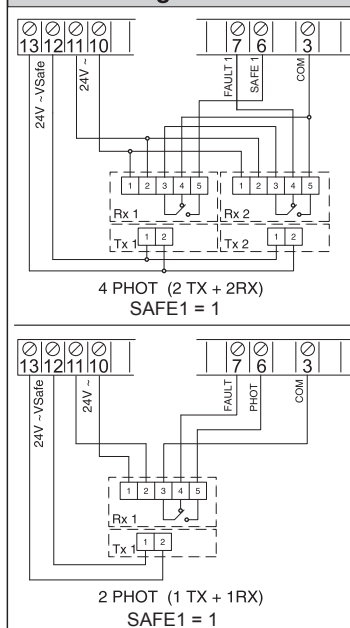 13 12 11 10 7 6 3
24V ~VSafe
24V ~
FAULT 1
SAFE 1
COM
1 2 3 4 5 1 2 3 4 5
Rx 1 Rx 2
Tx 1 1 2 Tx 2 1 2
4 PHOT (2 TX + 2RX)
SAFE1 = 1
13 12 11 10 7 6 3
24V ~VSafe
24V ~
FAULT
PHOT
COM
1 2 3 4 5
Rx 1
Tx 1 1 2
2 PHOT (1 TX + 1RX)
SAFE1 = 1